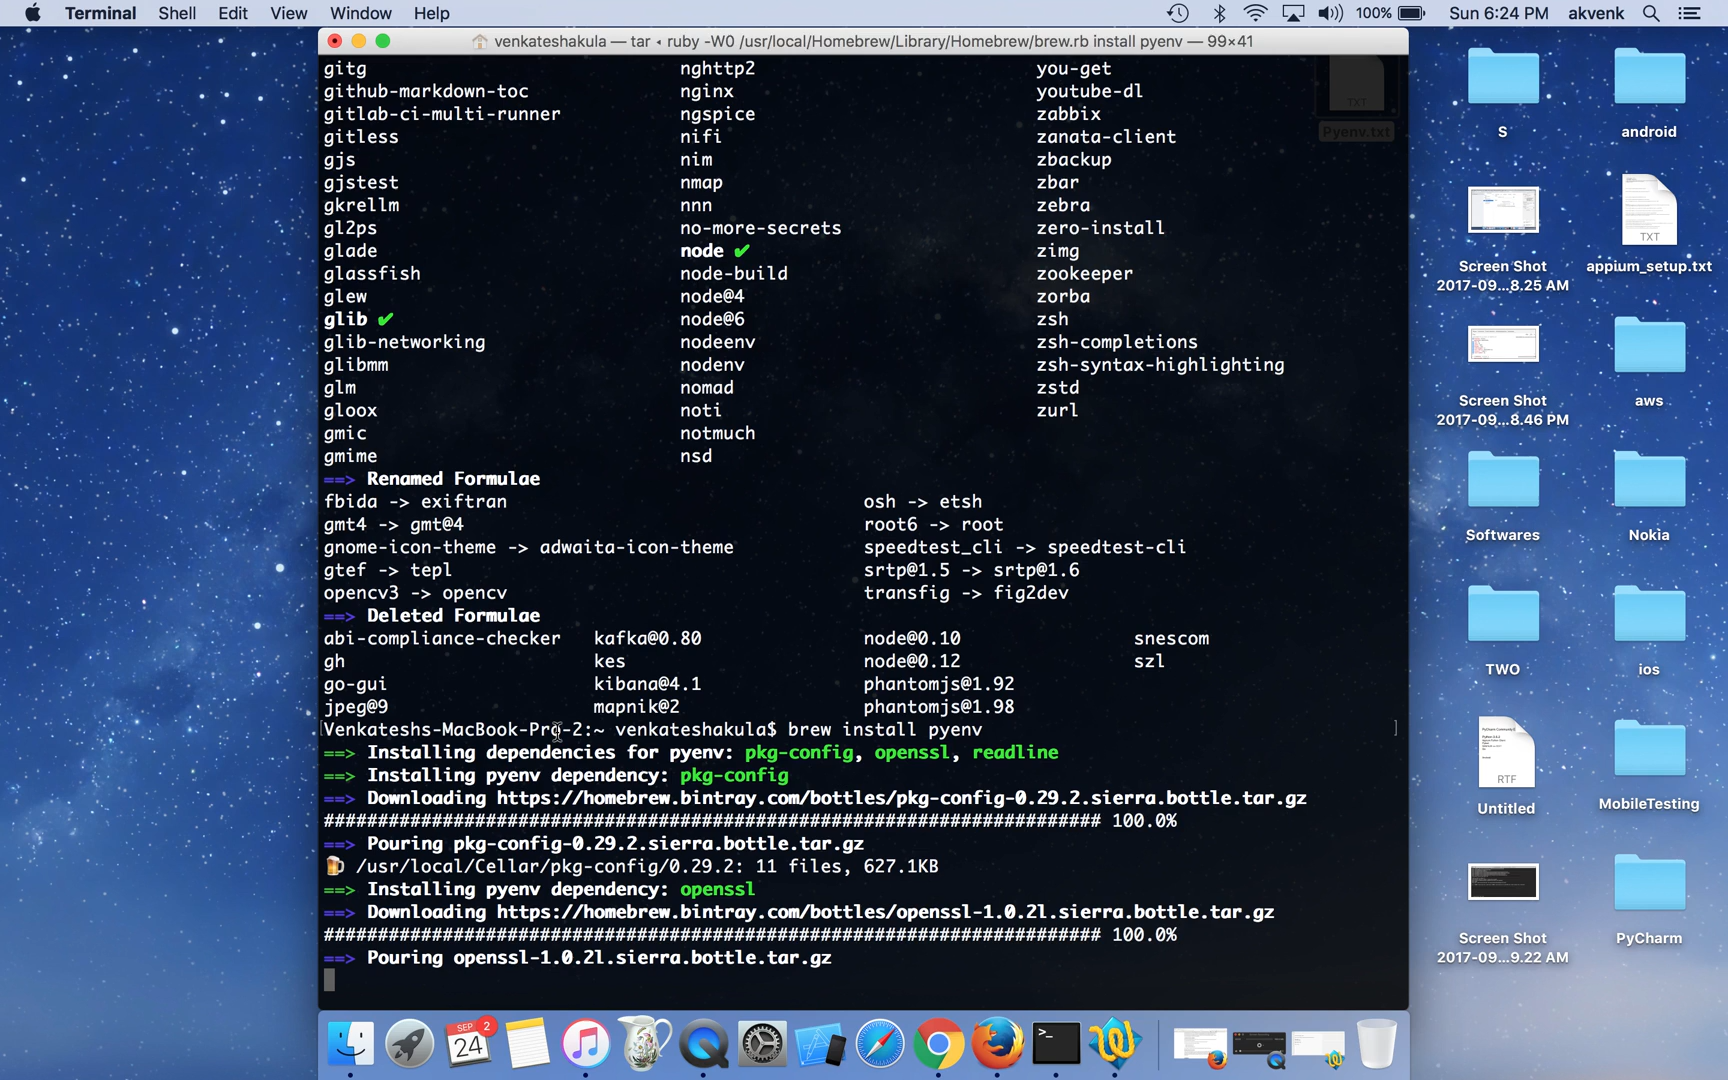 Terminal Shell Edit View Window Help 100% Sun 6:24 PM akvenk
venkateshakula — tar ◂ ruby -W0 /usr/local/Homebrew/Library/Homebrew/brew.rb install pyenv — 99×41
gitg nghttp2 you-get
github-markdown-toc nginx youtube-dl
gitlab-ci-multi-runner ngspice zabbix
gitless nifi zanata-client
gjs nim zbackup
gjstest nmap zbar
gkrellm nnn zebra
gl2ps no-more-secrets zero-install
glade node ✔ zimg
glassfish node-build zookeeper
glew node@4 zorba
glib ✔ node@6 zsh
glib-networking nodeenv zsh-completions
glibmm nodenv zsh-syntax-highlighting
glm nomad zstd
gloox noti zurl
gmic notmuch
gmime nsd
==> Renamed Formulae
fbida -> exiftran osh -> etsh
gmt4 -> gmt@4 root6 -> root
gnome-icon-theme -> adwaita-icon-theme speedtest_cli -> speedtest-cli
gtef -> tepl srtp@1.5 -> srtp@1.6
opencv3 -> opencv transfig -> fig2dev
==> Deleted Formulae
abi-compliance-checker kafka@0.80 node@0.10 snescom
gh kes node@0.12 szl
go-gui kibana@4.1 phantomjs@1.92
jpeg@9 mapnik@2 phantomjs@1.98
[Venkateshs-MacBook-Pro-2:~ venkateshakula$ brew install pyenv ]
==> Installing dependencies for pyenv: pkg-config, openssl, readline
==> Installing pyenv dependency: pkg-config
==> Downloading https://homebrew.bintray.com/bottles/pkg-config-0.29.2.sierra.bottle.tar.gz
######################################################################## 100.0%
==> Pouring pkg-config-0.29.2.sierra.bottle.tar.gz
🍺 /usr/local/Cellar/pkg-config/0.29.2: 11 files, 627.1KB
==> Installing pyenv dependency: openssl
==> Downloading https://homebrew.bintray.com/bottles/openssl-1.0.2l.sierra.bottle.tar.gz
######################################################################## 100.0%
==> Pouring openssl-1.0.2l.sierra.bottle.tar.gz
TXT
Pyenv.txt
S
android
TXT
Screen Shot
2017-09...8.25 AM
appium_setup.txt
Screen Shot
2017-09...8.46 PM
aws
Softwares
Nokia
TWO
ios
RTF
Untitled
MobileTesting
Screen Shot
2017-09...9.22 AM
PyCharm
SEP
24
2
>_